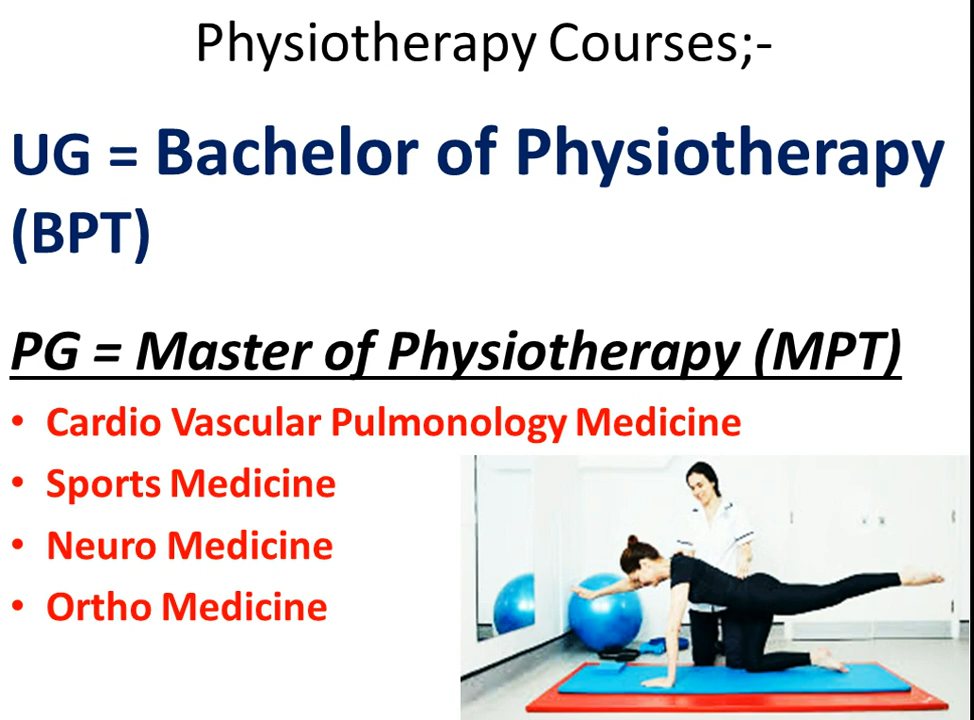 Physiotherapy Courses;-
UG = Bachelor of Physiotherapy
(BPT)
PG = Master of Physiotherapy (MPT)
• Cardio Vascular Pulmonology Medicine
• Sports Medicine
• Neuro Medicine
• Ortho Medicine